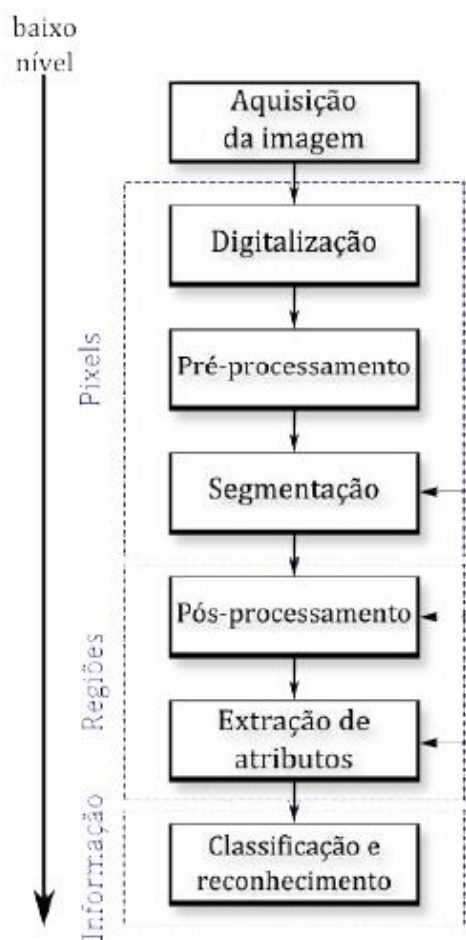 baixo
nível
Aquisição
da imagem
Digitalização
Pré-processamento
Segmentação
Pós-processamento
Extração de
atributos
Classificação e
reconhecimento
Pixels
Regiões
Informação